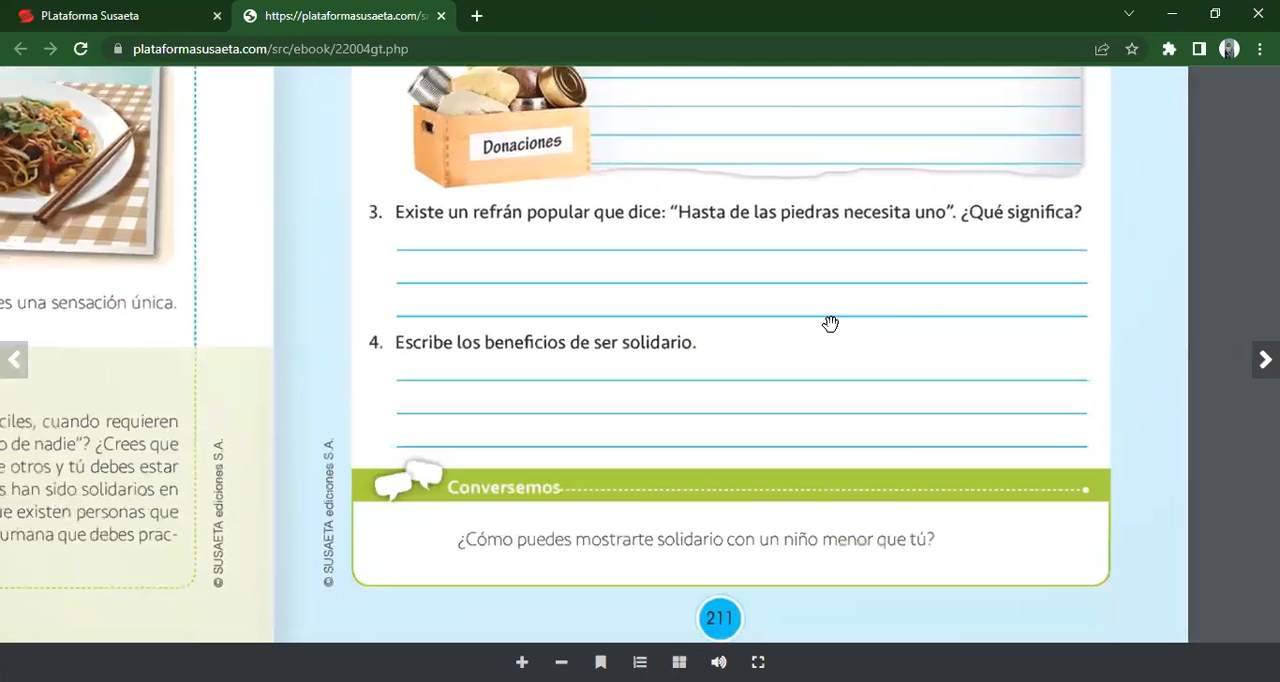 PLataforma Susaeta
https://plataformasusaeta.com/s
plataformasusaeta.com/src/ebook/22004gt.php
Donaciones
3. Existe un refrán popular que dice: "Hasta de las piedras necesita uno". ¿Qué significa?
es una sensación única.
4. Escribe los beneficios de ser solidario.
ciles, cuando requieren
o de nadie"? ¿Crees que
e otros y tú debes estar
s han sido solidarios en
ue existen personas que
umana que debes prac-
© SUSAETA ediciones S.A.
© SUSAETA ediciones S.A.
Conversemos
¿Cómo puedes mostrarte solidario con un niño menor que tú?
211